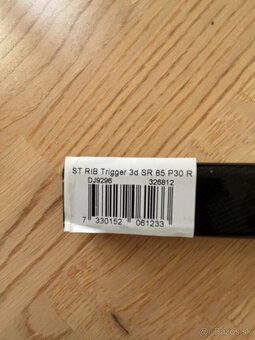 ST RIB Trigger 3d SR 85 P30 R
DJ9296 326812
7 330152 061233